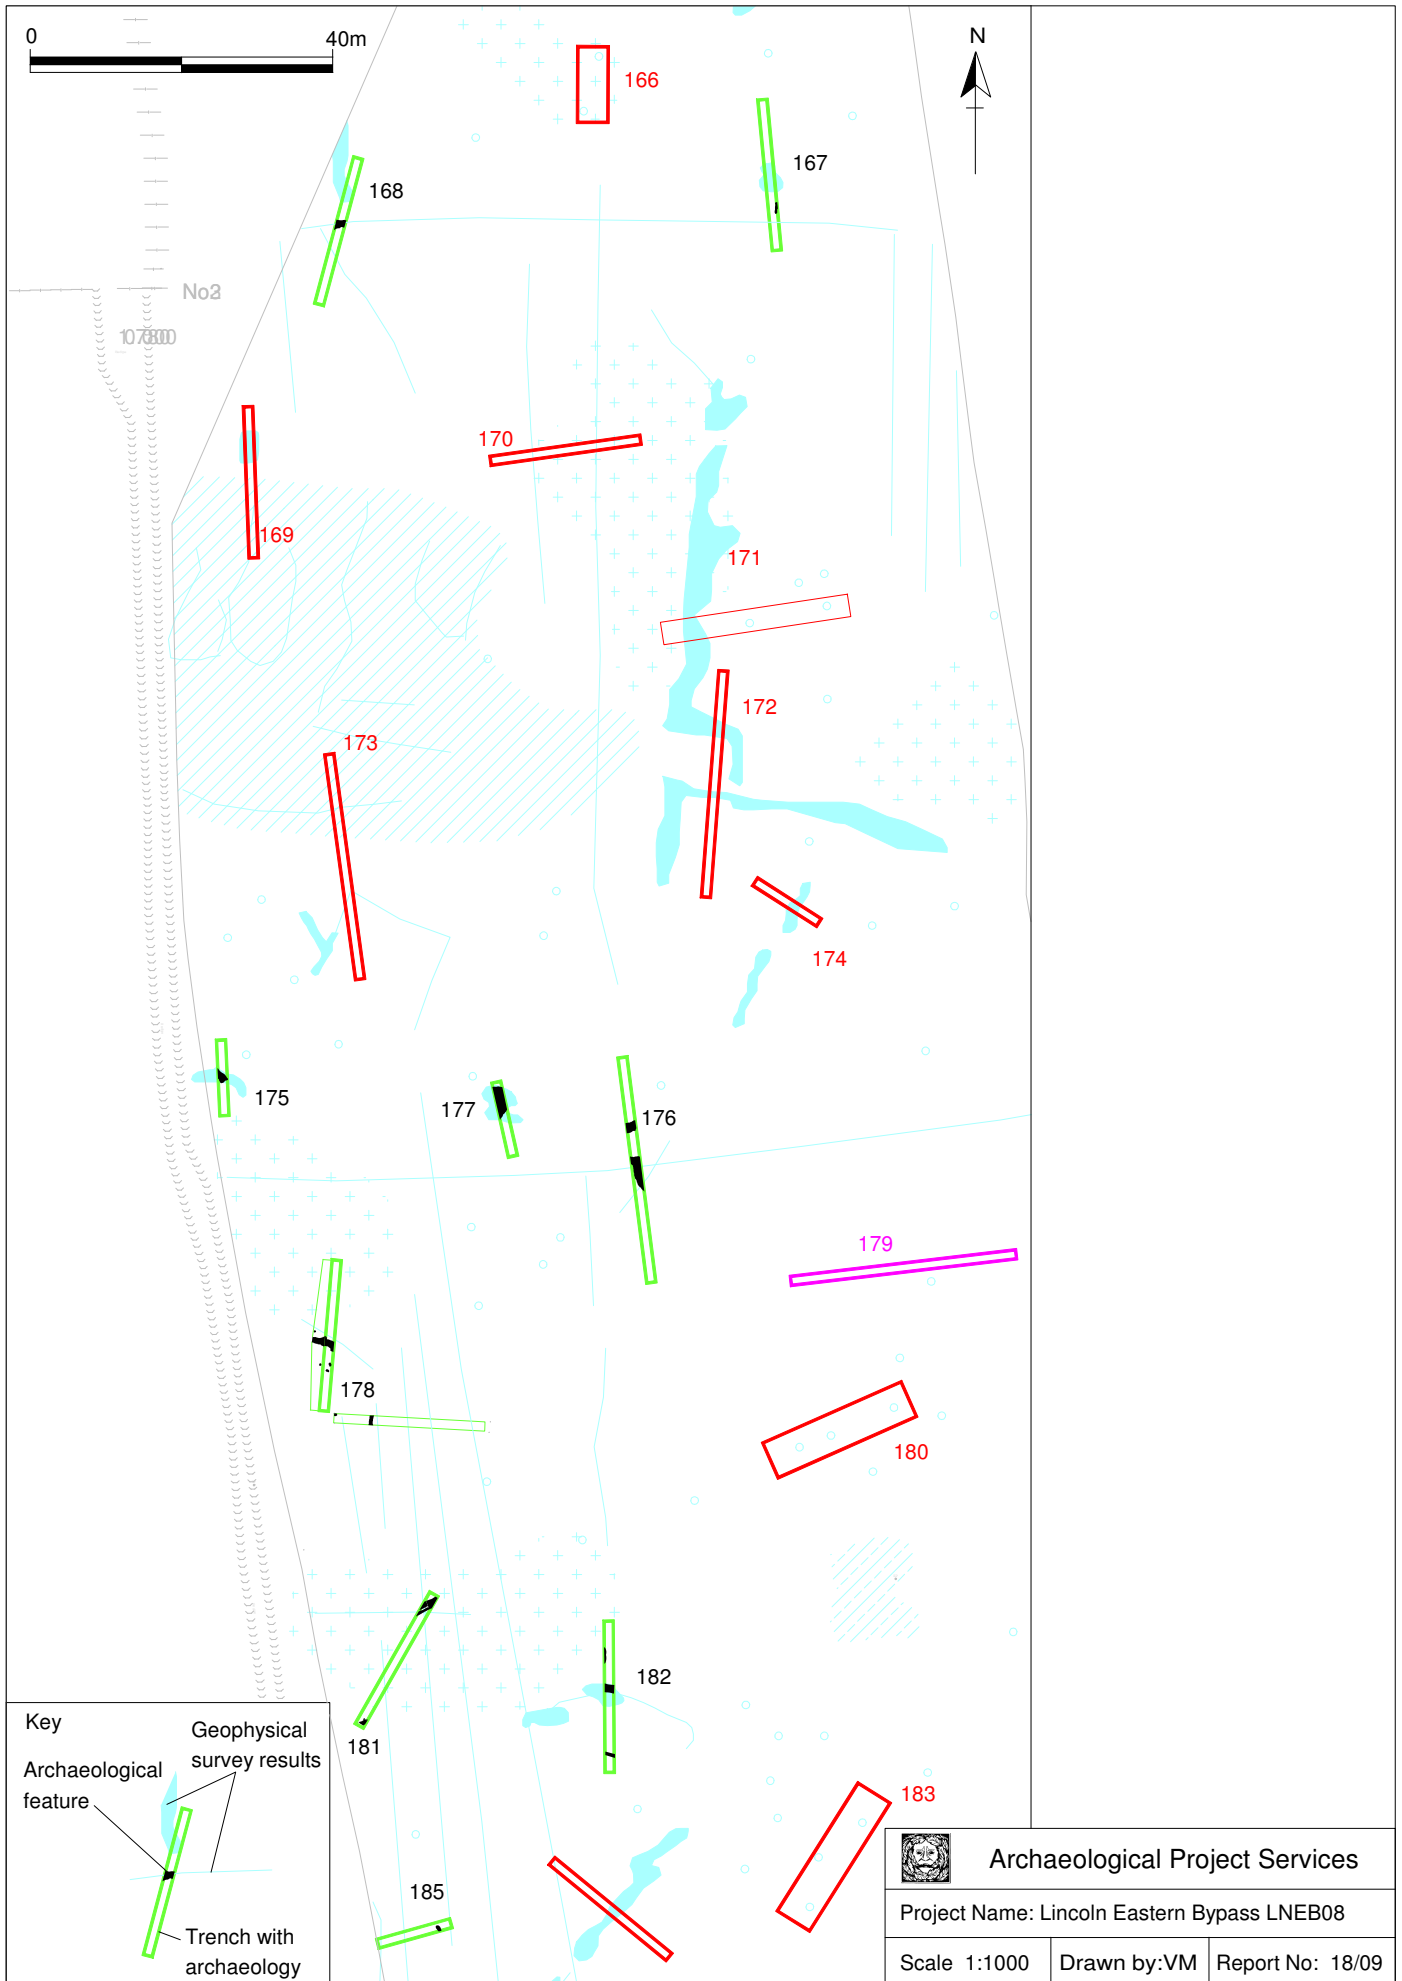 0 40m
N
166
167
168
No3
170
169
171
172
173
174
175
177
176
179
178
180
182
181
183
185
Key
Geophysical
survey results
Archaeological
feature
Trench with
archaeology
Archaeological Project Services
Project Name: Lincoln Eastern Bypass LNEB08
Scale 1:1000 Drawn by:VM Report No: 18/09